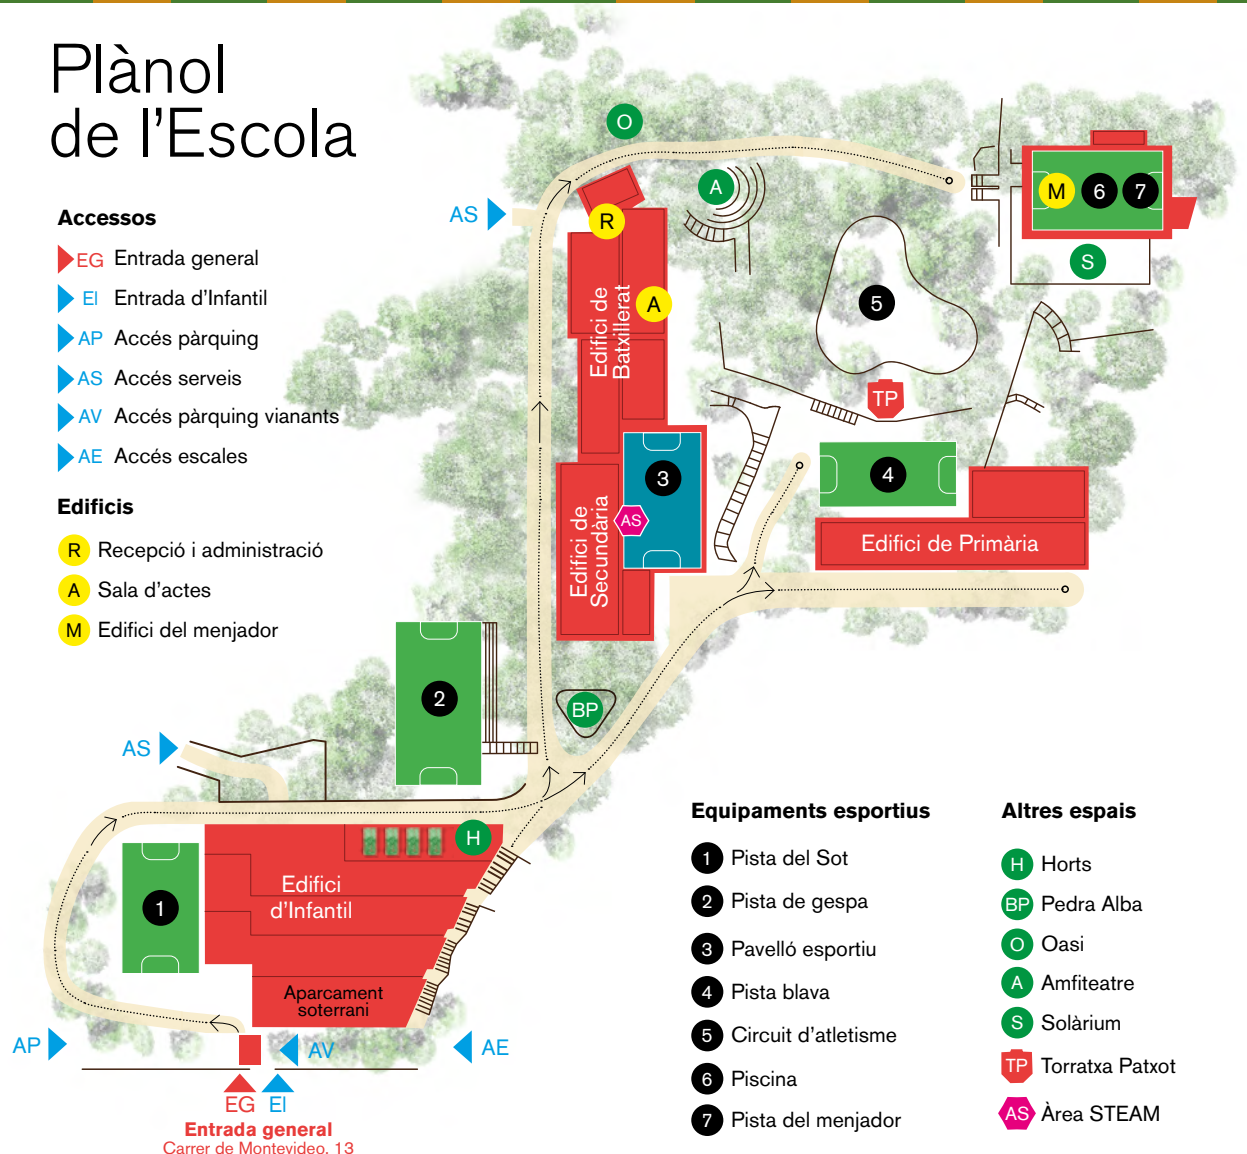 Plànol
de l'Escola
Accessos
EG Entrada general
EI Entrada d'Infantil
AP Accés pàrquing
AS Accés serveis
AV Accés pàrquing vianants
AE Accés escales
Edificis
R Recepció i administració
A Sala d'actes
M Edifici del menjador
O
A
AS
R
M 6 7
S
A
5
Edifici de
Batxillerat
TP
3
4
AS
Edifici de
Secundària
Edifici de Primària
2
BP
AS
H
Edifici
d'Infantil
1
Aparcament
soterrani
AP
AV
AE
EG EI
Entrada general
Carrer de Montevideo, 13
Equipaments esportius
1 Pista del Sot
2 Pista de gespa
3 Pavelló esportiu
4 Pista blava
5 Circuit d'atletisme
6 Piscina
7 Pista del menjador
Altres espais
H Horts
BP Pedra Alba
O Oasi
A Amfiteatre
S Solàrium
TP Torratxa Patxot
AS Àrea STEAM